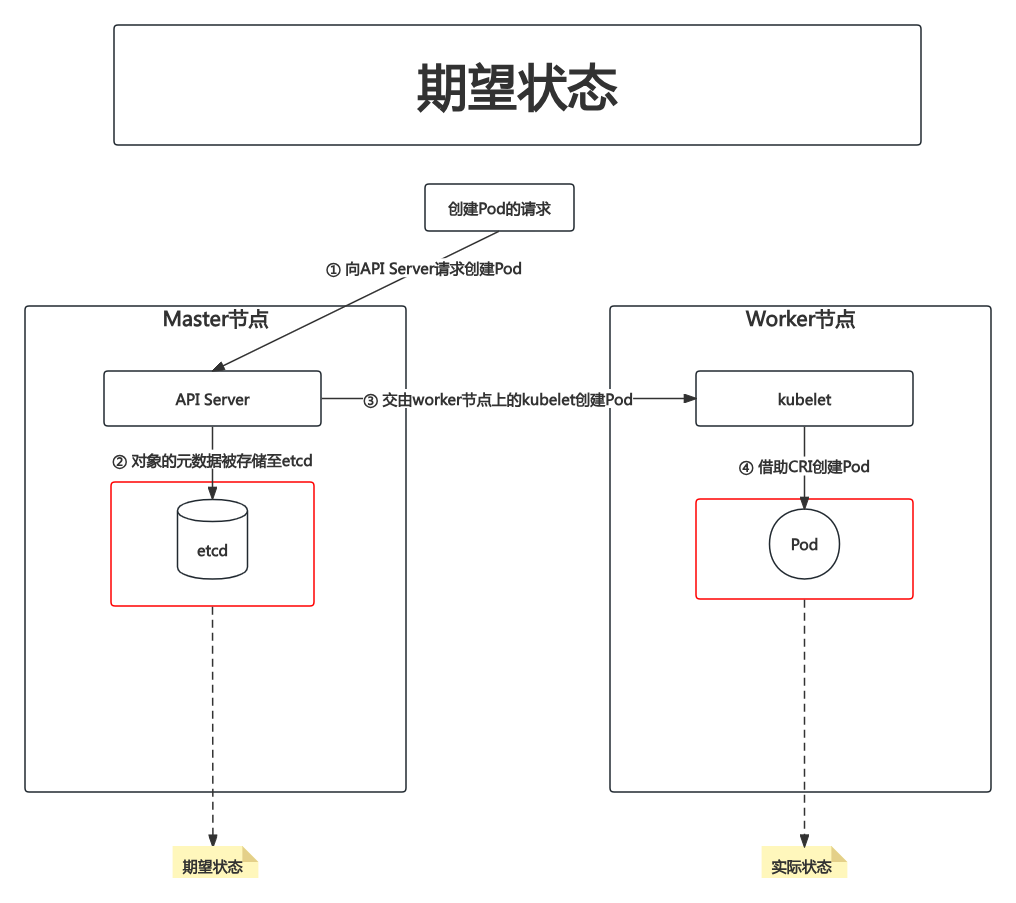 期望状态
创建Pod的请求
① 向API Server请求创建Pod
Master节点
Worker节点
API Server
③ 交由worker节点上的kubelet创建Pod
kubelet
② 对象的元数据被存储至etcd
④ 借助CRI创建Pod
etcd
Pod
期望状态
实际状态